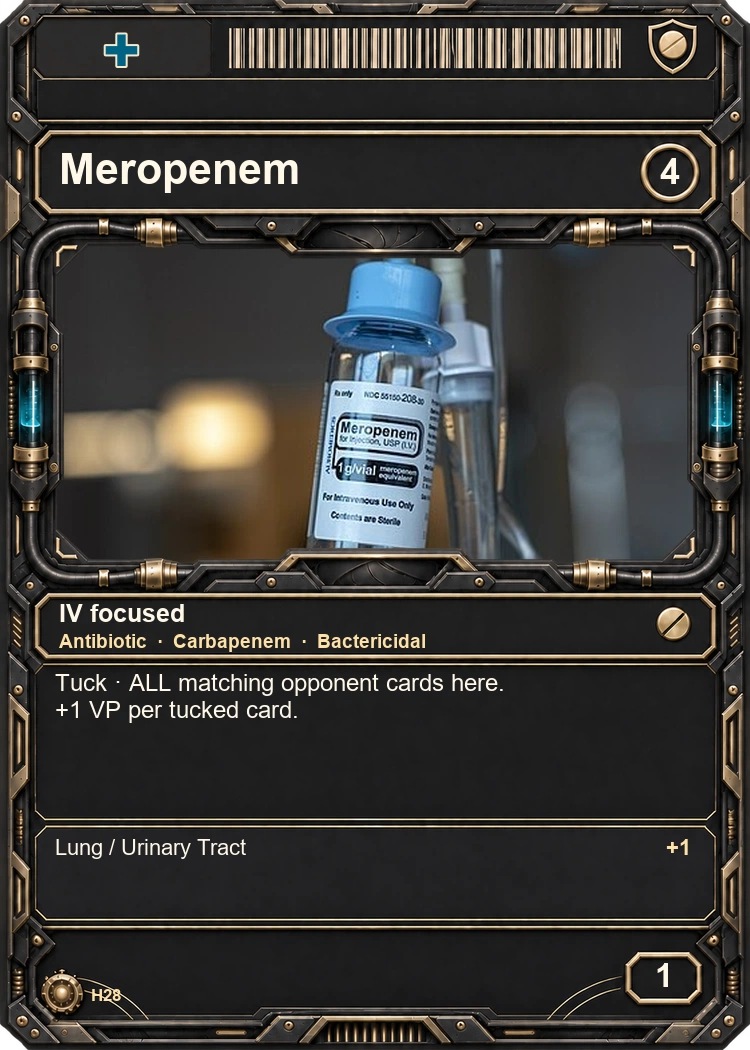 Meropenem
4
Rx only NDC 55150-208-30
Meropenem
for Injection, USP (I.V.)
1 g/vial meropenem
equivalent
For Intravenous Use Only
Contents are Sterile
AUROMEDICS
IV focused
Antibiotic · Carbapenem · Bactericidal
Tuck · ALL matching opponent cards here.
+1 VP per tucked card.
Lung / Urinary Tract +1
H28
1